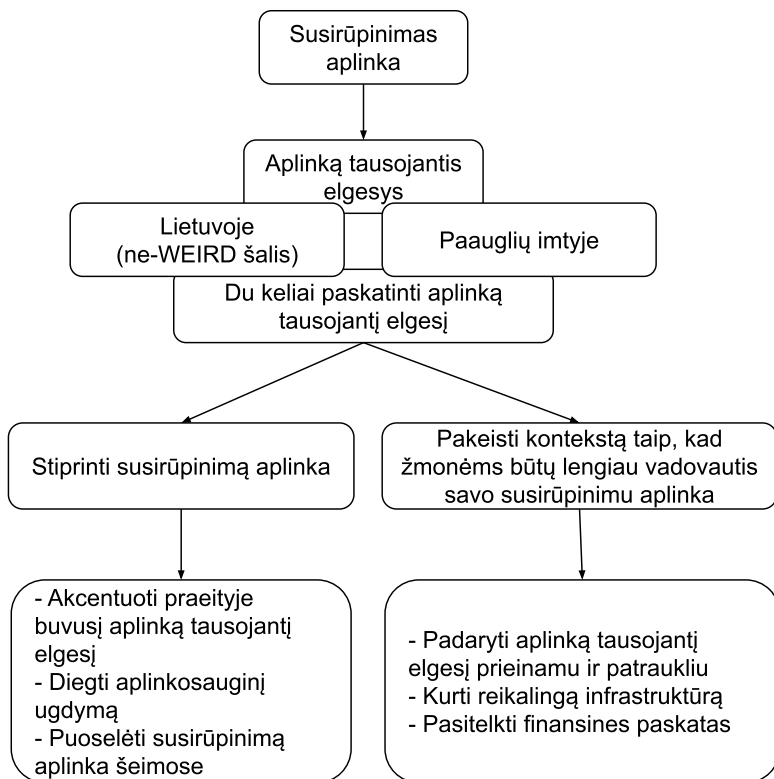 Susirūpinimas
aplinka
Aplinką tausojantis
elgesys
Lietuvoje
(ne-WEIRD šalis)
Paauglių imtyje
Du keliai paskatinti aplinką
tausojantį elgesį
Stiprinti susirūpinimą aplinka
Pakeisti kontekstą taip, kad
žmonėms būtų lengiau vadovautis
savo susirūpinimu aplinka
- Akcentuoti praeityje
buvusį aplinką tausojantį
elgesį
- Diegti aplinkosauginį
ugdymą
- Puoselėti susirūpinimą
aplinka šeimose
- Padaryti aplinką tausojantį
elgesį prieinamu ir patraukliu
- Kurti reikalingą infrastruktūrą
- Pasitelkti finansines paskatas